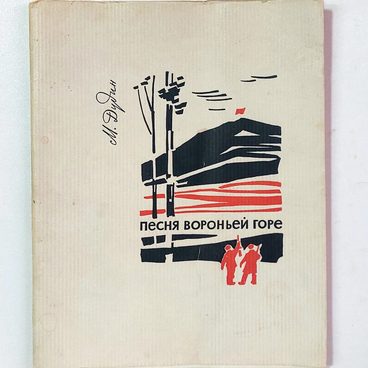 М. Дудин
песня вороньей горе